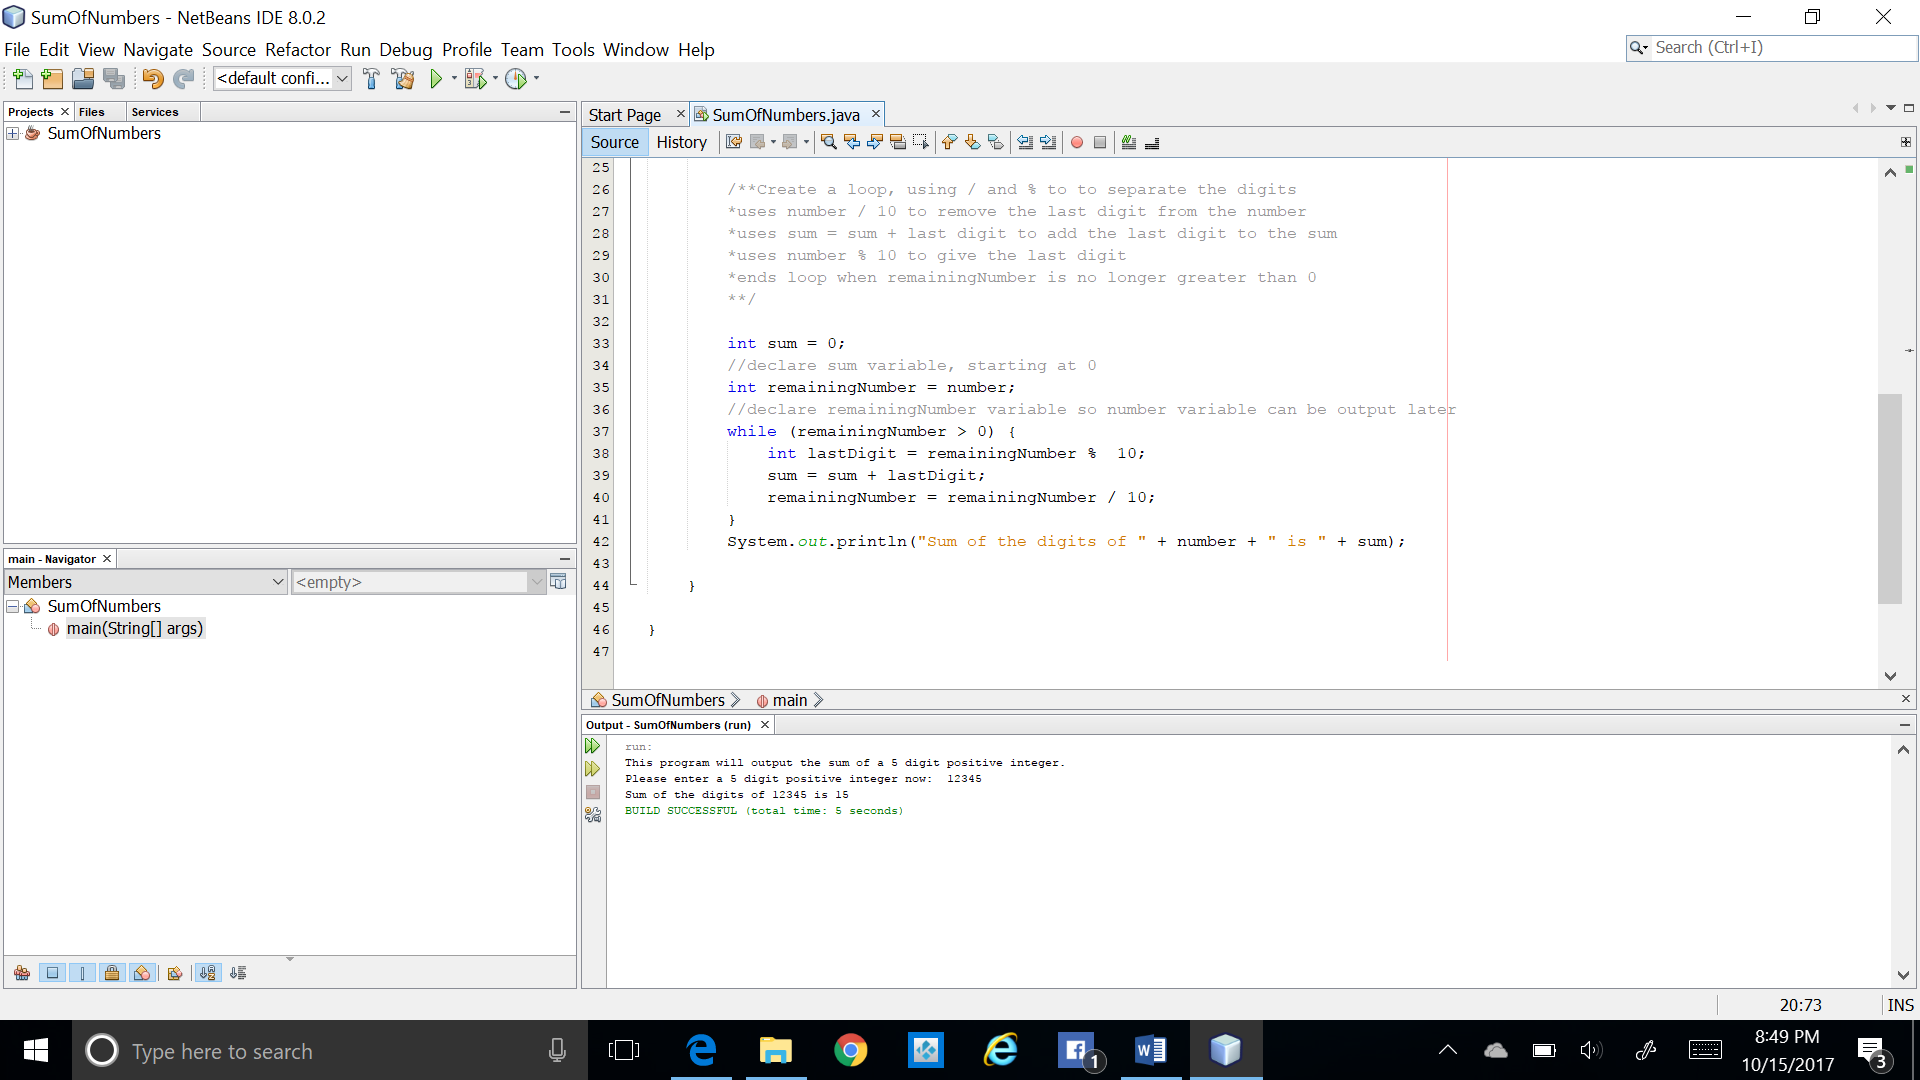 SumOfNumbers - NetBeans IDE 8.0.2
File Edit View Navigate Source Refactor Run Debug Profile Team Tools Window Help
Search (Ctrl+I)
<default confi...
Projects Files Services
SumOfNumbers
Start Page SumOfNumbers.java
Source History
25
26 /**Create a loop, using / and % to to separate the digits
27 *uses number / 10 to remove the last digit from the number
28 *uses sum = sum + last digit to add the last digit to the sum
29 *uses number % 10 to give the last digit
30 *ends loop when remainingNumber is no longer greater than 0
31 **/
32
33 int sum = 0;
34 //declare sum variable, starting at 0
35 int remainingNumber = number;
36 //declare remainingNumber variable so number variable can be output later
37 while (remainingNumber > 0) {
38 int lastDigit = remainingNumber %  10;
39 sum = sum + lastDigit;
40 remainingNumber = remainingNumber / 10;
41 }
42 System.out.println("Sum of the digits of " + number + " is " + sum);
43
44 }
45
46 }
47
main - Navigator
Members <empty>
SumOfNumbers
main(String[] args)
SumOfNumbers main
Output - SumOfNumbers (run)
run:
This program will output the sum of a 5 digit positive integer.
Please enter a 5 digit positive integer now:  12345
Sum of the digits of 12345 is 15
BUILD SUCCESSFUL (total time: 5 seconds)
20:73 INS
Type here to search
1
8:49 PM
10/15/2017
3